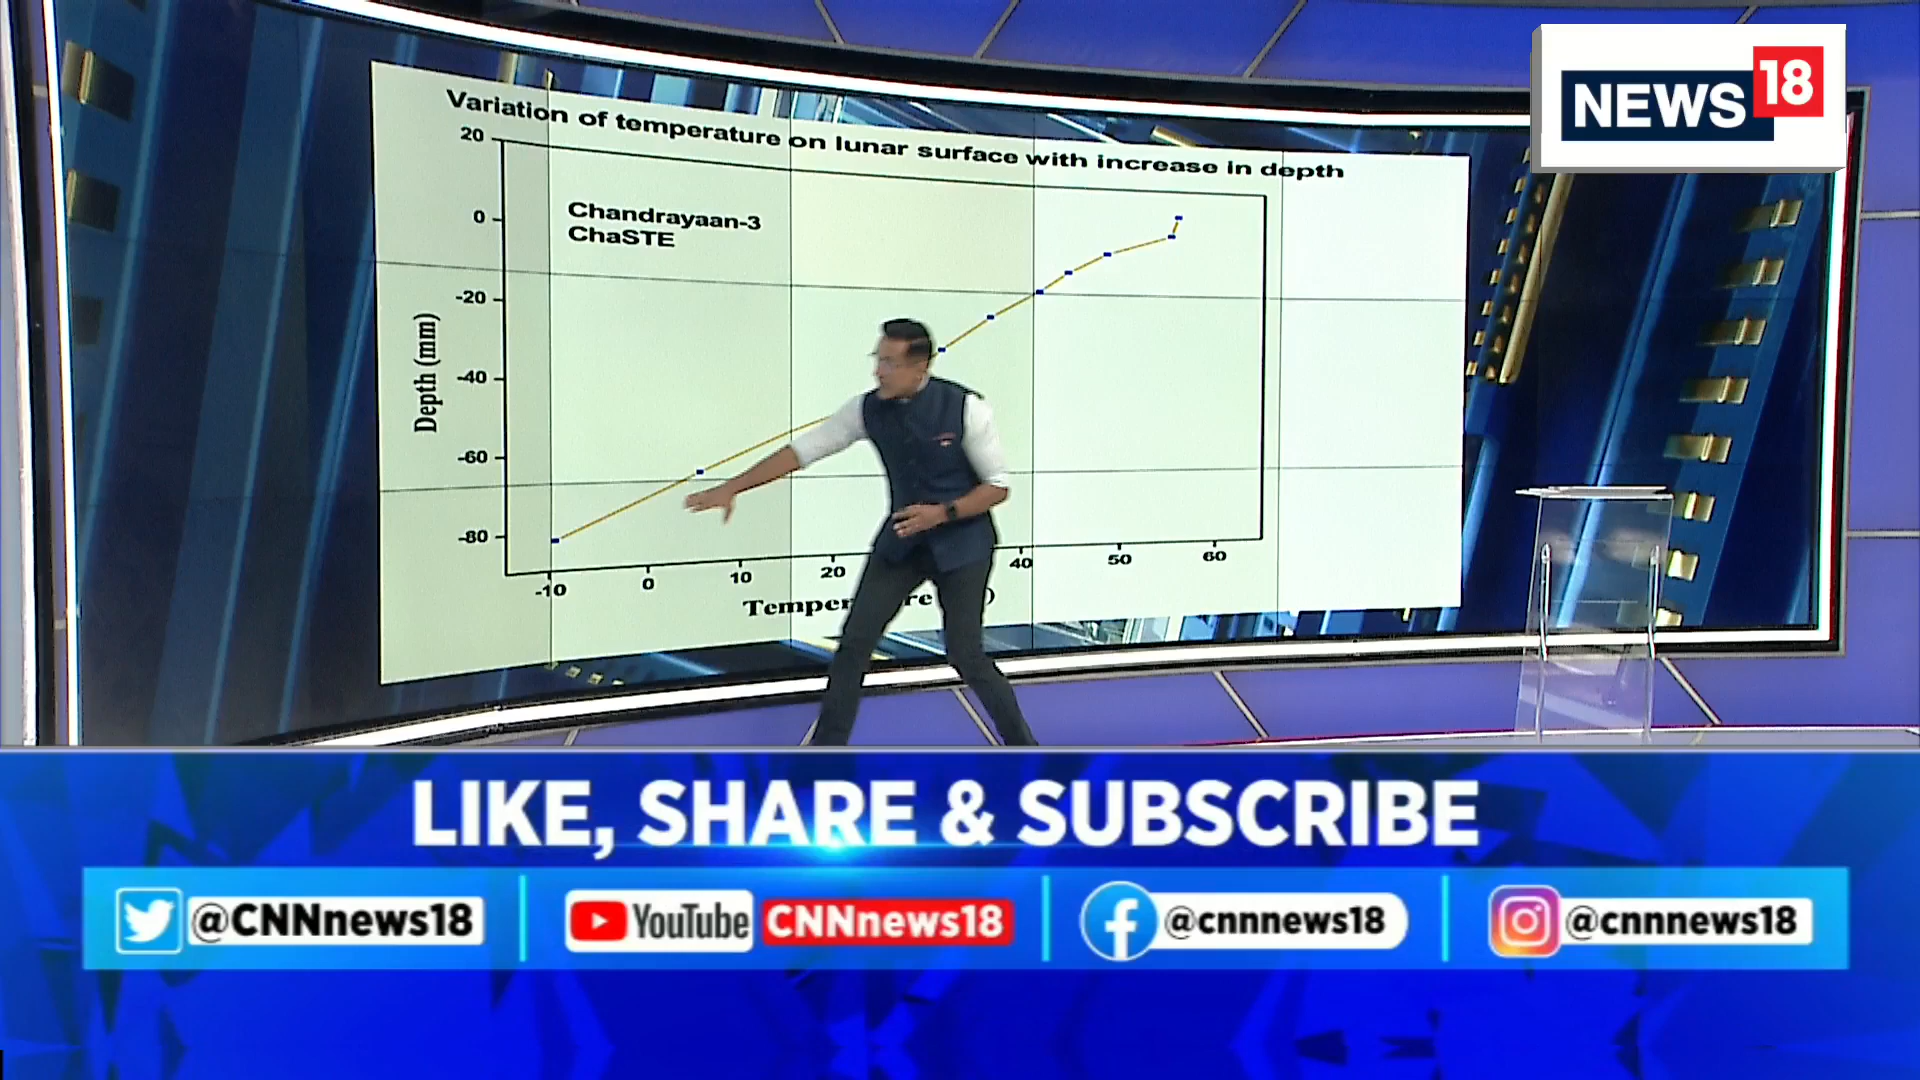 NEWS 18
Variation of temperature on lunar surface with increase in depth
20
0
-20
-40
-60
-80
Depth (mm)
Chandrayaan-3
ChaSTE
-10 0 10 20 40 50 60
LIKE, SHARE & SUBSCRIBE
@CNNnews18 YouTube CNNnews18 @cnnnews18 @cnnnews18